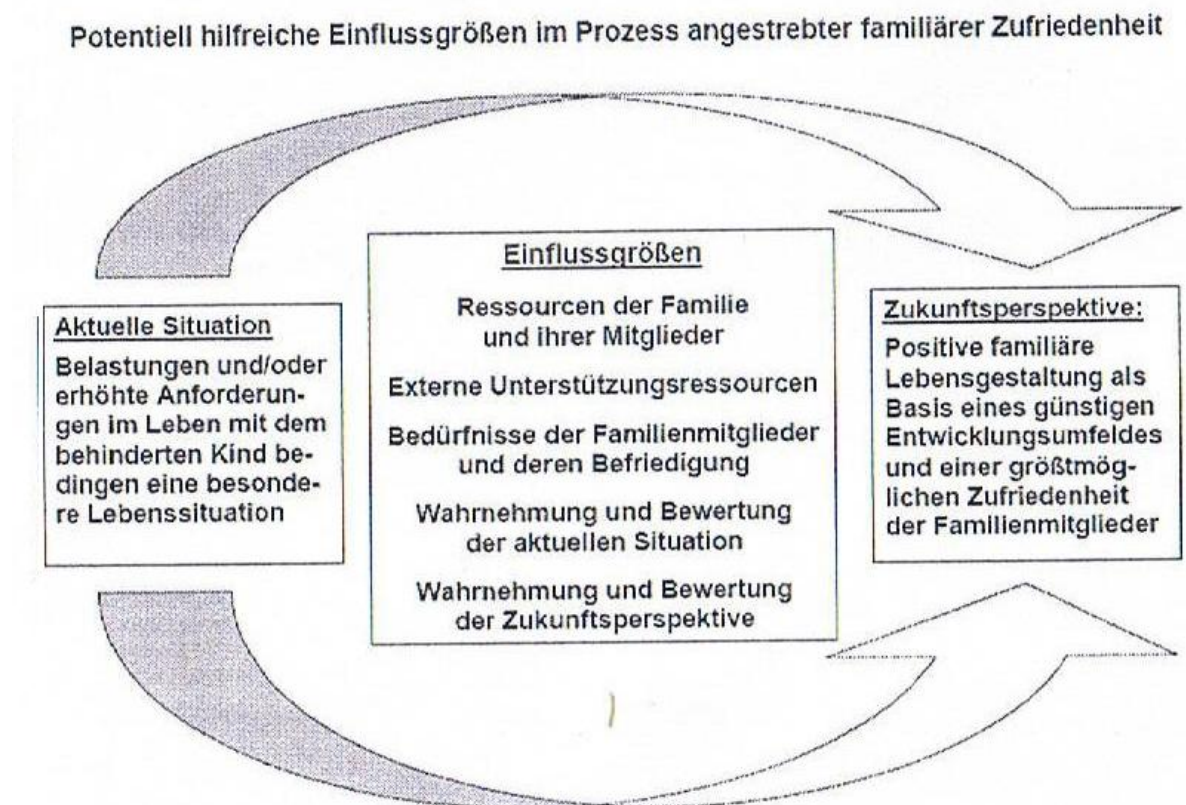 Potentiell hilfreiche Einflussgrößen im Prozess angestrebter familiärer Zufriedenheit
Aktuelle Situation
Belastungen und/oder
erhöhte Anforderun-
gen im Leben mit dem
behinderten Kind be-
dingen eine besonde-
re Lebenssituation
Einflussgrößen
Ressourcen der Familie
und ihrer Mitglieder
Externe Unterstützungsressourcen
Bedürfnisse der Familienmitglieder
und deren Befriedigung
Wahrnehmung und Bewertung
der aktuellen Situation
Wahrnehmung und Bewertung
der Zukunftsperspektive
Zukunftsperspektive:
Positive familiäre
Lebensgestaltung als
Basis eines günstigen
Entwicklungsumfeldes
und einer größtmög-
lichen Zufriedenheit
der Familienmitglieder